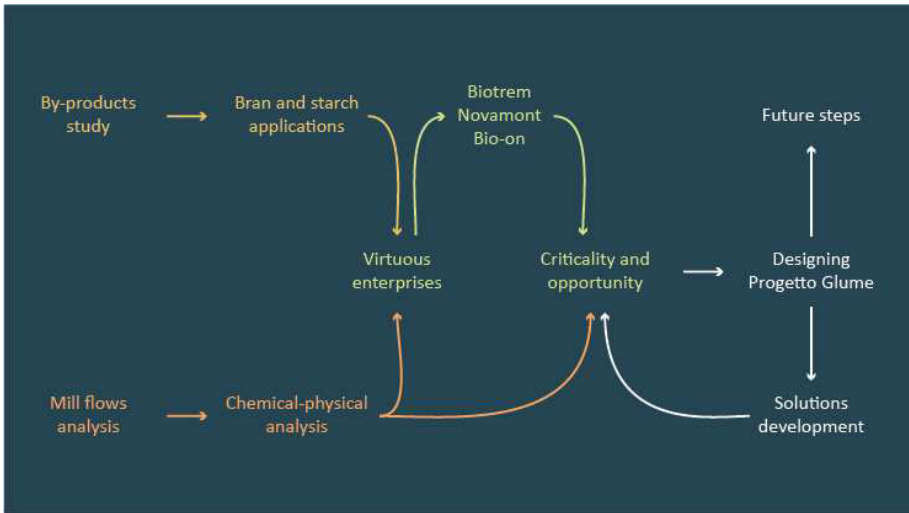 By-products
study
Bran and starch
applications
Biotrem
Novamont
Bio-on
Future steps
Virtuous
enterprises
Criticality and
opportunity
Designing
Progetto Glume
Mill flows
analysis
Chemical-physical
analysis
Solutions
development